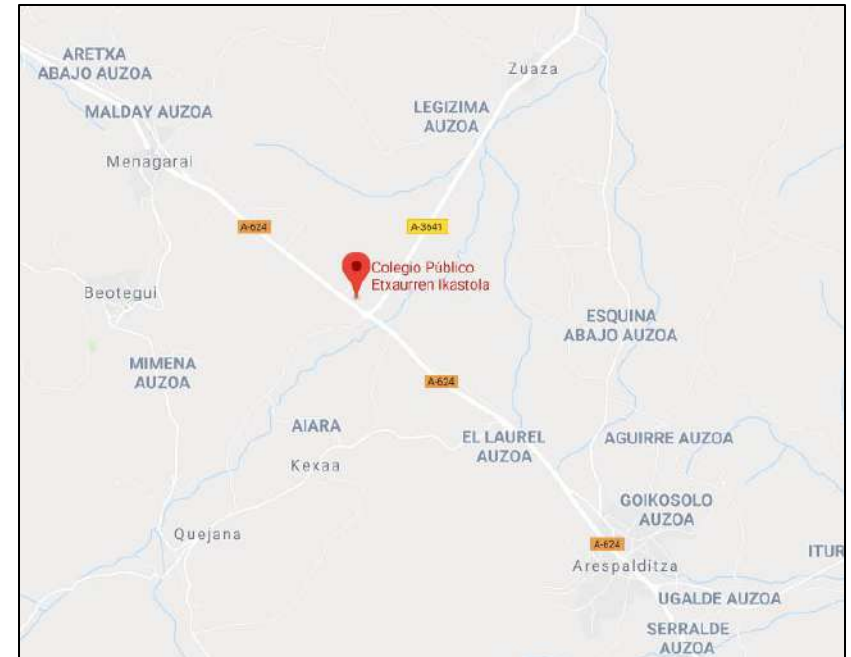 ARETXA
ABAJO AUZOA
Zuaza
MALDAY AUZOA
LEGIZIMA
AUZOA
Menagarai
A-624
A-3641
Colegio Público
Etxaurren Ikastola
Beotegui
ESQUINA
ABAJO AUZOA
MIMENA
AUZOA
A-624
AIARA
EL LAUREL
AUZOA
AGUIRRE AUZOA
Kexaa
GOIKOSOLO
AUZOA
Quejana
A-624
ITUR
Arespalditza
UGALDE AUZOA
SERRALDE
AUZOA